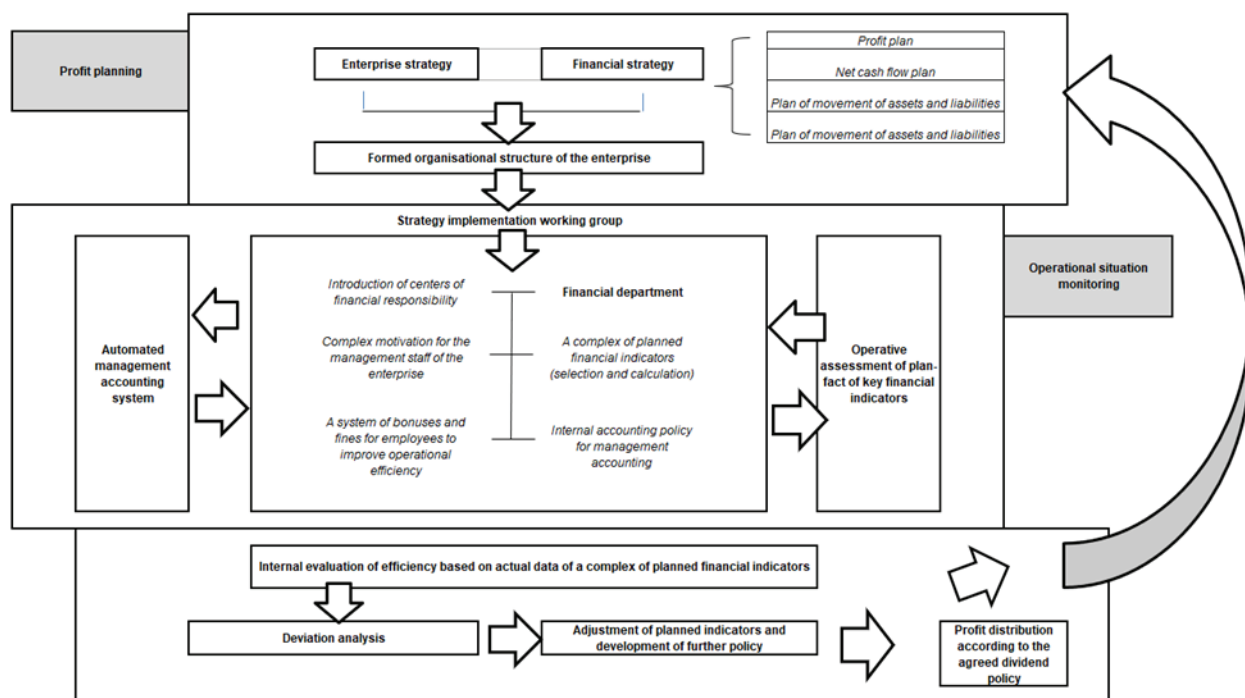 Profit planning
Enterprise strategy
Financial strategy
Profit plan
Net cash flow plan
Plan of movement of assets and liabilities
Plan of movement of assets and liabilities
Formed organisational structure of the enterprise
Strategy implementation working group
Automated
management
accounting
system
Introduction of centers of
financial responsibility
Financial department
Complex motivation for the
management staff of the
enterprise
A complex of planned
financial indicators
(selection and calculation)
A system of bonuses and
fines for employees to
improve operational
efficiency
Internal accounting policy
for management
accounting
Operative
assessment of plan-
fact of key financial
indicators
Operational situation
monitoring
Internal evaluation of efficiency based on actual data of a complex of planned financial indicators
Deviation analysis
Adjustment of planned indicators and
development of further policy
Profit distribution
according to the
agreed dividend
policy